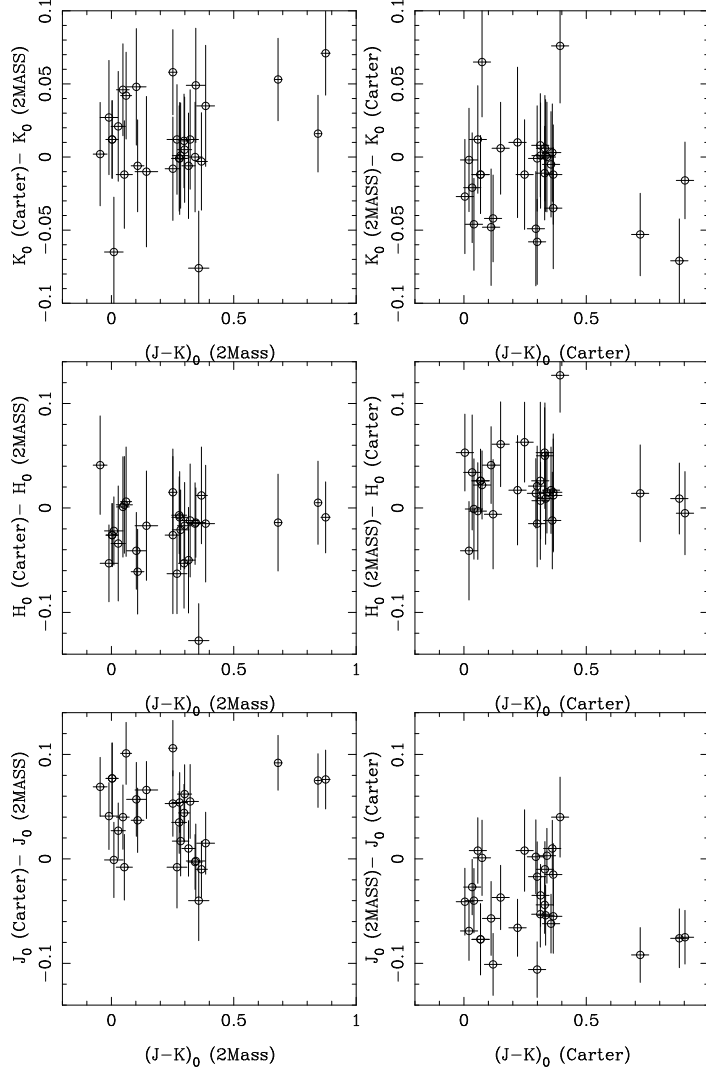 K₀ (Carter)− K₀ (2MASS)
0.05
0
−0.05
−0.1
0
0.5
1
(J−K)₀ (2Mass)
K₀ (2MASS)− K₀ (Carter)
0.05
0
−0.05
−0.1
0
0.5
(J−K)₀ (Carter)
H₀ (Carter)− H₀ (2MASS)
0.1
0
−0.1
0
0.5
1
(J−K)₀ (2Mass)
H₀ (2MASS)− H₀ (Carter)
0.1
0
−0.1
0
0.5
(J−K)₀ (Carter)
J₀ (Carter)− J₀ (2MASS)
0.1
0
−0.1
0
0.5
1
(J−K)₀ (2Mass)
J₀ (2MASS)− J₀ (Carter)
0.1
0
−0.1
0
0.5
(J−K)₀ (Carter)